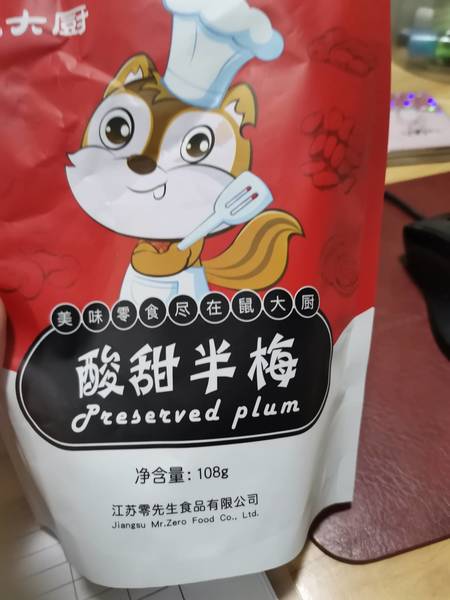 大厨
美味零食尽在鼠大厨
酸甜半梅
Preserved plum
净含量: 108g
江苏零先生食品有限公司
Jiangsu Mr.Zero Food Co., Ltd.